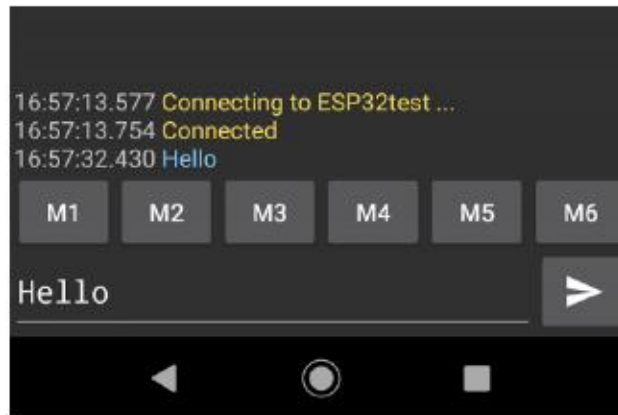 16:57:13.577 Connecting to ESP32test ...
16:57:13.754 Connected
16:57:32.430 Hello
M1 M2 M3 M4 M5 M6
Hello